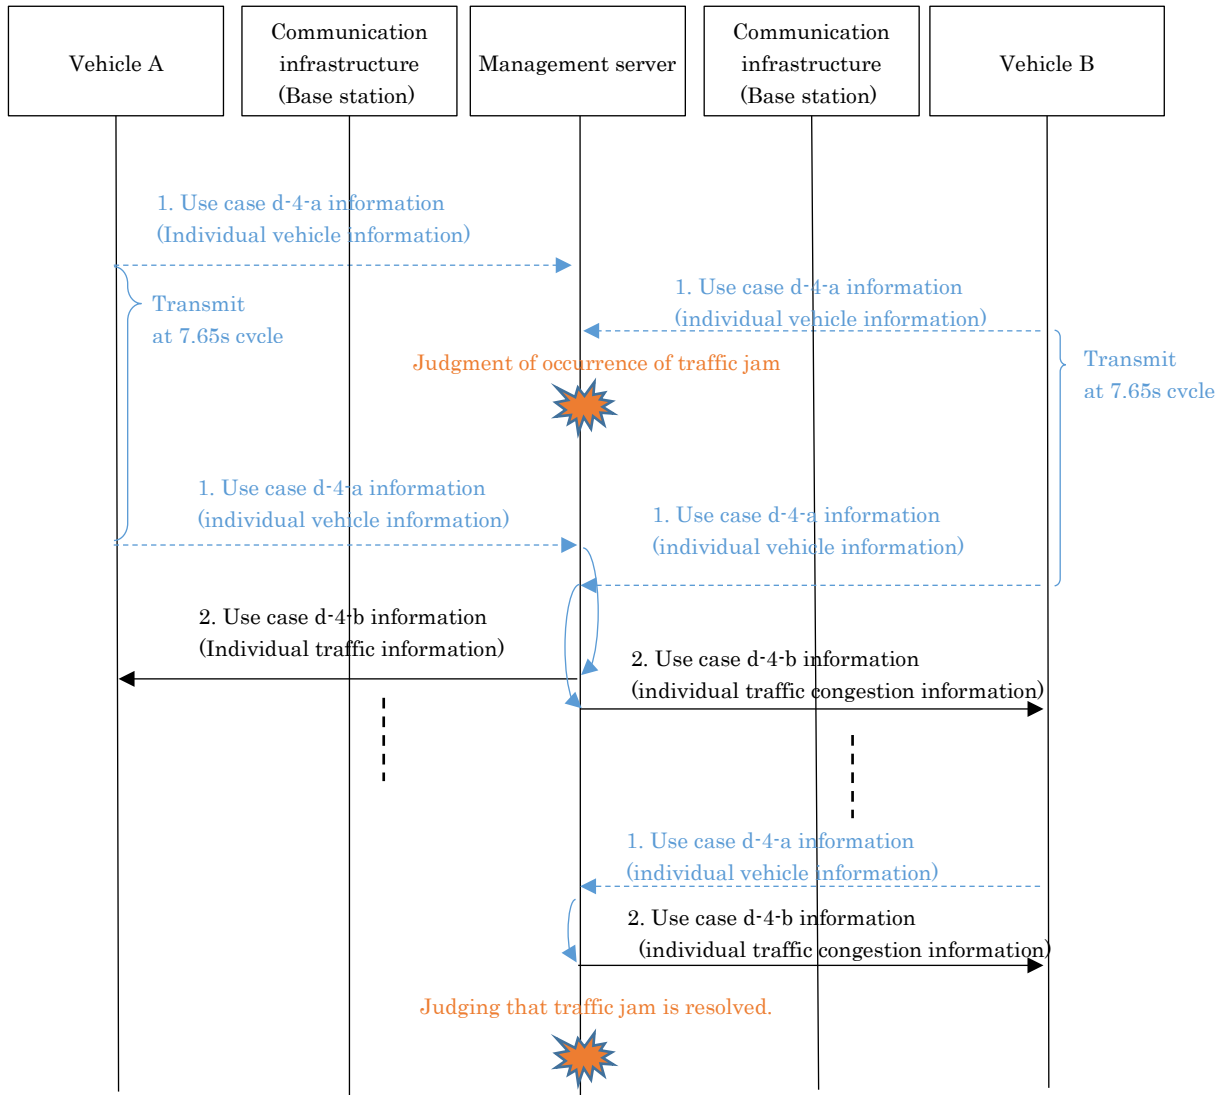 Vehicle A
Communication
infrastructure
(Base station)
Management server
Communication
infrastructure
(Base station)
Vehicle B
1. Use case d-4-a information
(Individual vehicle information)
1. Use case d-4-a information
(individual vehicle information)
Transmit
at 7.65s cycle
Judgment of occurrence of traffic jam
Transmit
at 7.65s cycle
1. Use case d-4-a information
(individual vehicle information)
1. Use case d-4-a information
(individual vehicle information)
2. Use case d-4-b information
(Individual traffic information)
2. Use case d-4-b information
(individual traffic congestion information)
1. Use case d-4-a information
(individual vehicle information)
2. Use case d-4-b information
(individual traffic congestion information)
Judging that traffic jam is resolved.